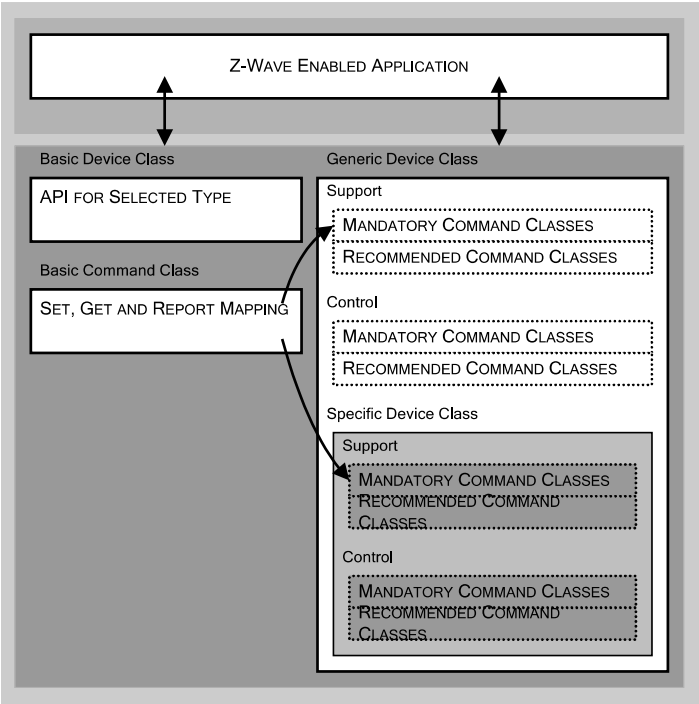 Z-WAVE ENABLED APPLICATION
Basic Device Class
API FOR SELECTED TYPE
Basic Command Class
SET, GET AND REPORT MAPPING
Generic Device Class
Support
MANDATORY COMMAND CLASSES
RECOMMENDED COMMAND CLASSES
Control
MANDATORY COMMAND CLASSES
RECOMMENDED COMMAND CLASSES
Specific Device Class
Support
MANDATORY COMMAND CLASSES
RECOMMENDED COMMAND
CLASSES
Control
MANDATORY COMMAND CLASSES
RECOMMENDED COMMAND
CLASSES